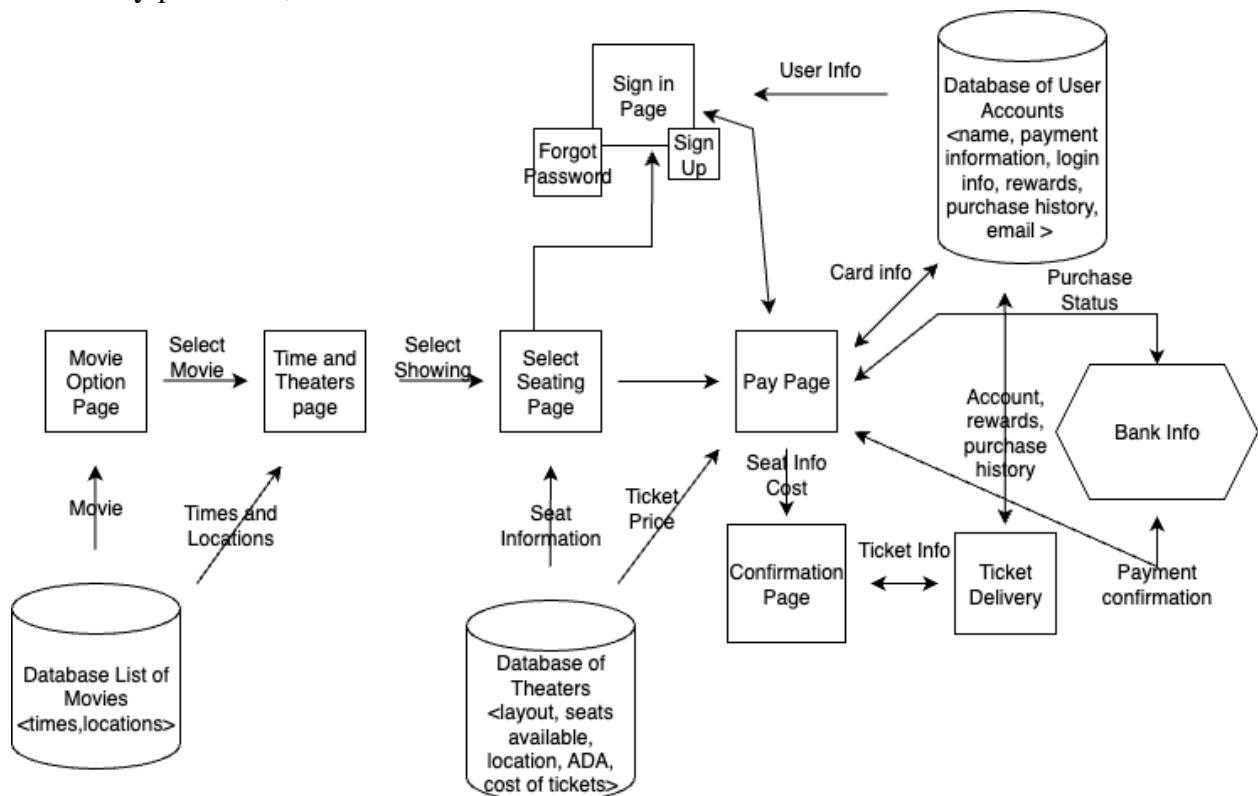 Sign in
Page
Forgot
Password
Sign
Up
User Info
Database of User
Accounts
<name, payment
information, login
info, rewards,
purchase history,
email >
Card info
Purchase
Status
Movie
Option
Page
Select
Movie
Time and
Theaters
page
Select
Showing
Select
Seating
Page
Pay Page
Account,
rewards,
purchase
history
Bank Info
Movie
Times and
Locations
Seat
Information
Ticket
Price
Seat Info
Cost
Confirmation
Page
Ticket Info
Ticket
Delivery
Payment
confirmation
Database List of
Movies
<times,locations>
Database of
Theaters
<layout, seats
available,
location, ADA,
cost of tickets>